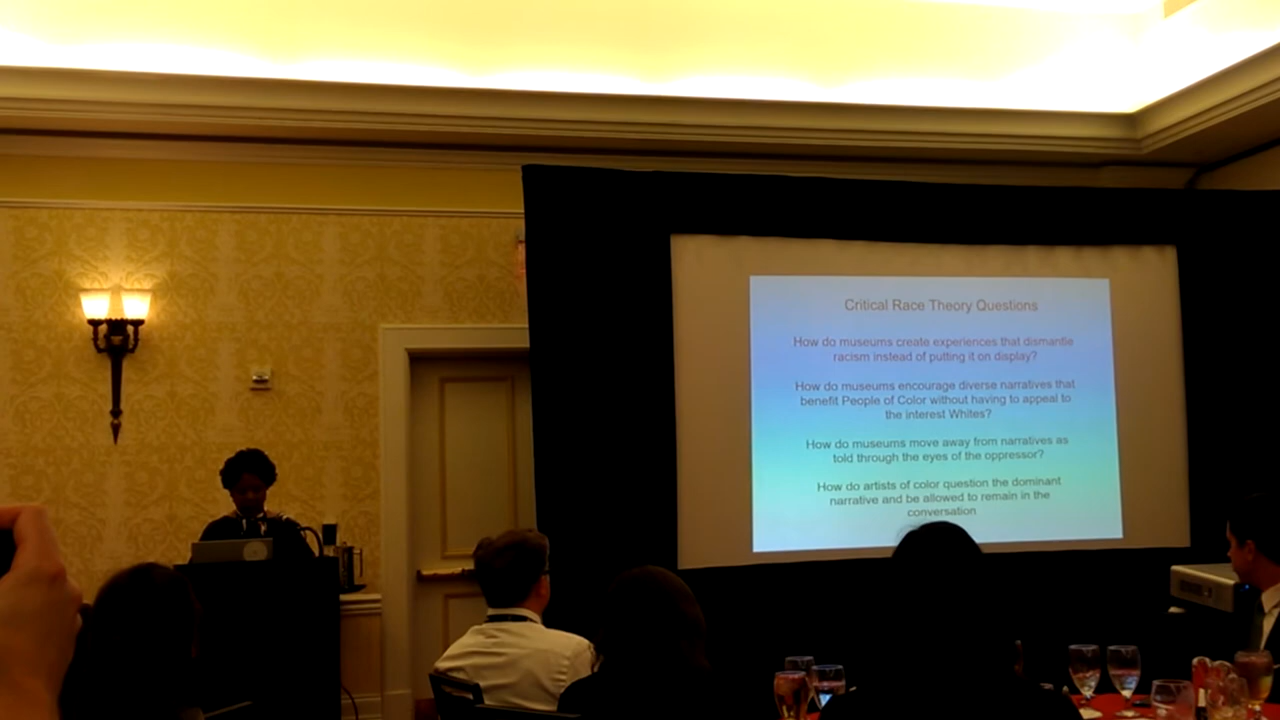 Critical Race Theory Questions
How do museums create experiences that dismantle
racism instead of putting it on display?
How do museums encourage diverse narratives that
benefit People of Color without having to appeal to
the interest Whites?
How do museums move away from narratives as
told through the eyes of the oppressor?
How do artists of color question the dominant
narrative and be allowed to remain in the
conversation